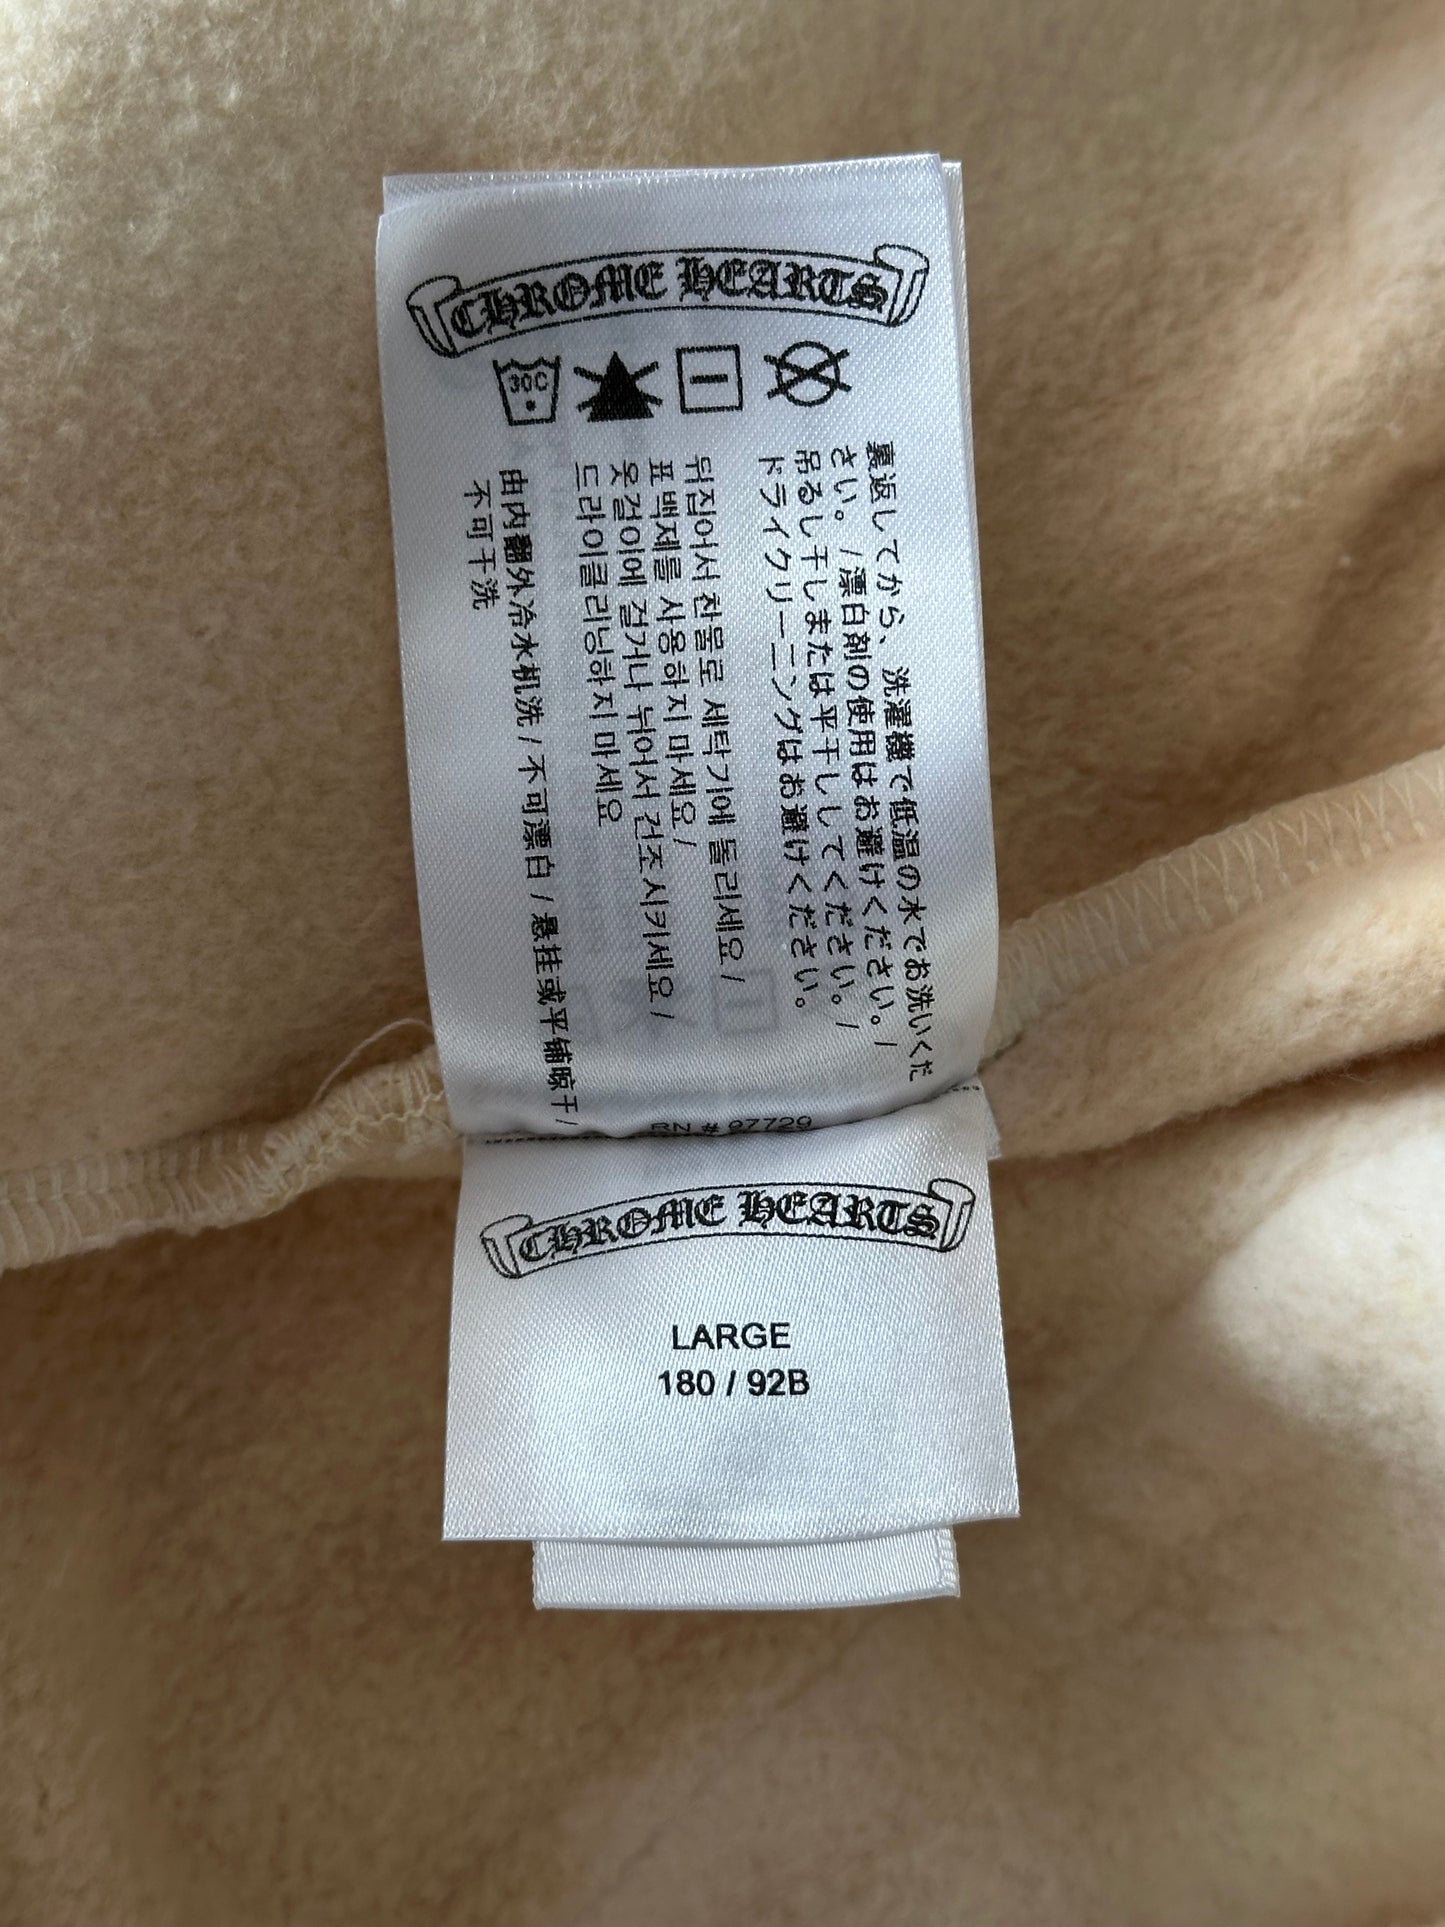 CHROME HEARTS
30C
裏返してから、洗濯機で低温の水でお洗いくだ
さい。/漂白剤の使用はお避けください。/
吊るし干しまたは平干ししてください。/
ドライクリーニングはお避けください。
뒤집어서 찬물로 세탁기에 돌리세요 /
표백제를 사용하지 마세요 /
옷걸이에 걸거나 뉘어서 건조시키세요 /
드라이클리닝하지 마세요
由内翻外冷水机洗 / 不可漂白 / 悬挂或平铺晾干 /
不可干洗
RN # 97729
CHROME HEARTS
LARGE
180 / 92B